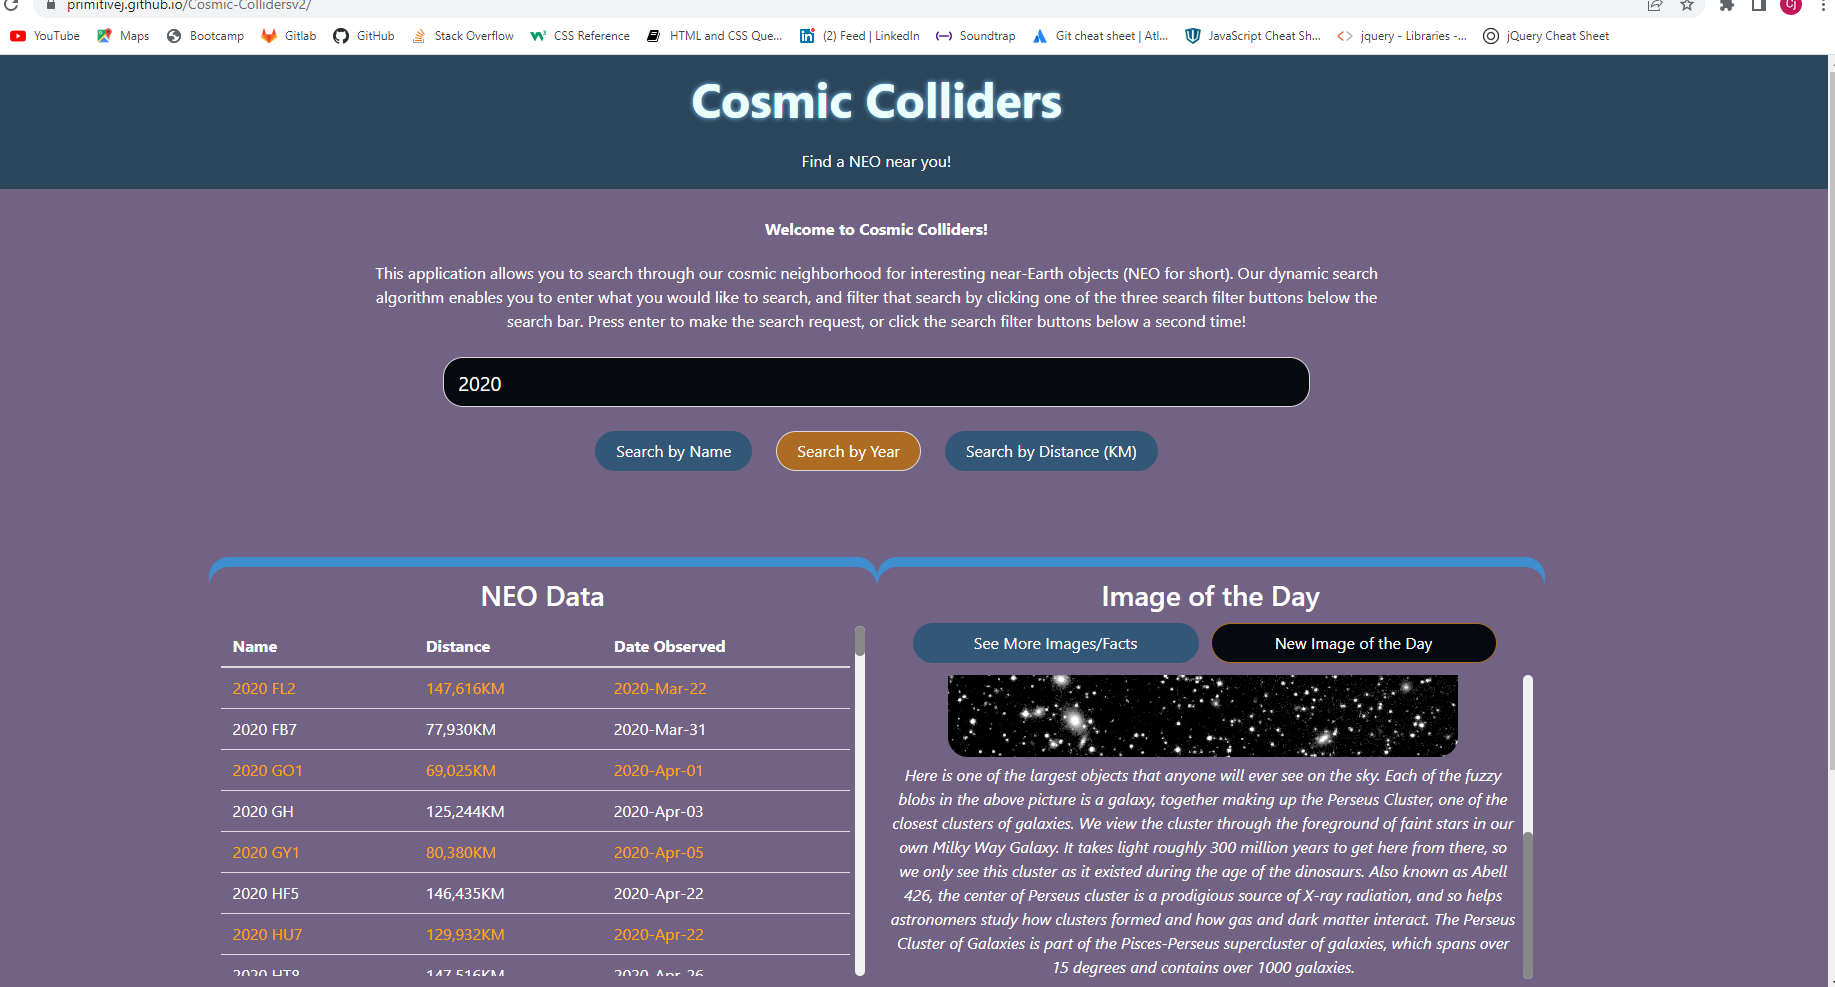 primitivej.github.io/Cosmic-Collidersv2/
CJ
YouTube Maps Bootcamp Gitlab GitHub Stack Overflow CSS Reference HTML and CSS Que... (2) Feed | LinkedIn Soundtrap Git cheat sheet | Atl... JavaScript Cheat Sh... jquery - Libraries -... jQuery Cheat Sheet
Cosmic Colliders
Find a NEO near you!
Welcome to Cosmic Colliders!
This application allows you to search through our cosmic neighborhood for interesting near-Earth objects (NEO for short). Our dynamic search
algorithm enables you to enter what you would like to search, and filter that search by clicking one of the three search filter buttons below the
search bar. Press enter to make the search request, or click the search filter buttons below a second time!
2020
Search by Name Search by Year Search by Distance (KM)
NEO Data
Name Distance Date Observed
2020 FL2 147,616KM 2020-Mar-22
2020 FB7 77,930KM 2020-Mar-31
2020 GO1 69,025KM 2020-Apr-01
2020 GH 125,244KM 2020-Apr-03
2020 GY1 80,380KM 2020-Apr-05
2020 HF5 146,435KM 2020-Apr-22
2020 HU7 129,932KM 2020-Apr-22
2020 HT8 147,516KM 2020-Apr-26
Image of the Day
See More Images/Facts New Image of the Day
Here is one of the largest objects that anyone will ever see on the sky. Each of the fuzzy
blobs in the above picture is a galaxy, together making up the Perseus Cluster, one of the
closest clusters of galaxies. We view the cluster through the foreground of faint stars in our
own Milky Way Galaxy. It takes light roughly 300 million years to get here from there, so
we only see this cluster as it existed during the age of the dinosaurs. Also known as Abell
426, the center of Perseus cluster is a prodigious source of X-ray radiation, and so helps
astronomers study how clusters formed and how gas and dark matter interact. The Perseus
Cluster of Galaxies is part of the Pisces-Perseus supercluster of galaxies, which spans over
15 degrees and contains over 1000 galaxies.